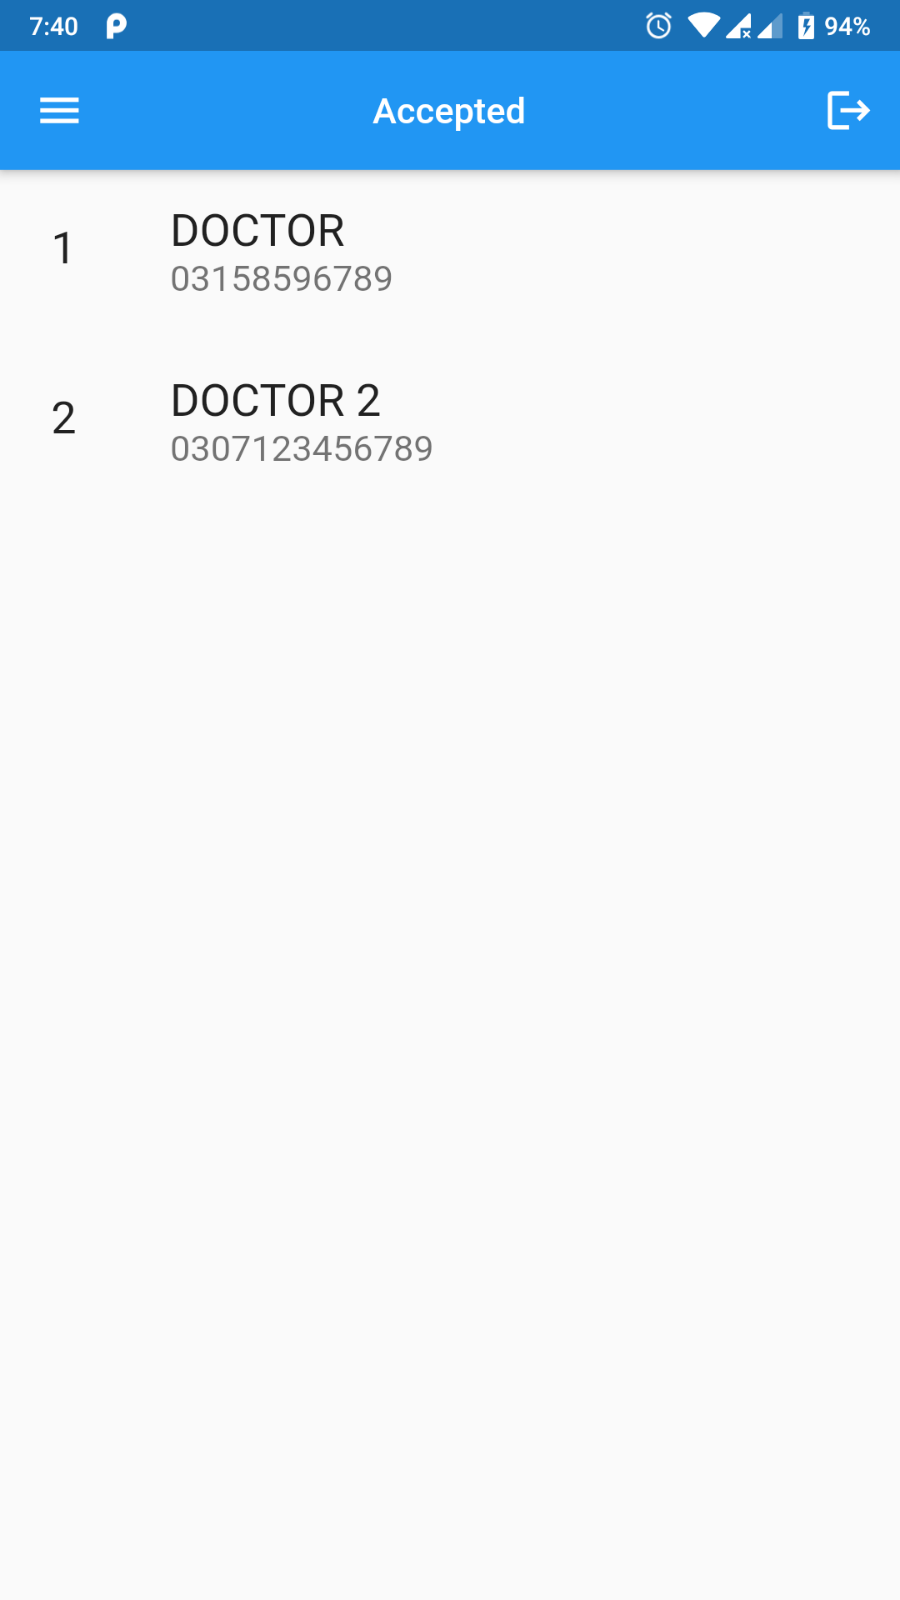 7:40 94%
Accepted
1 DOCTOR
03158596789
2 DOCTOR 2
0307123456789